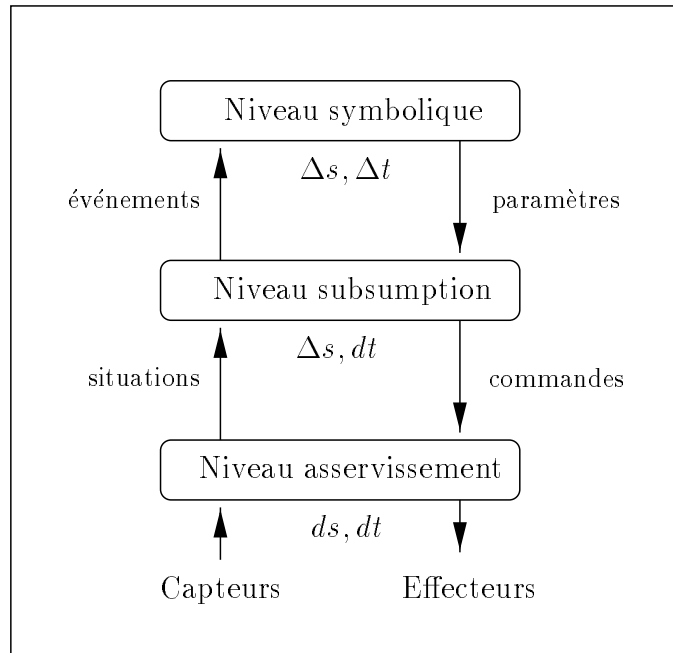 Niveau symbolique
Δs, Δt
événements
paramètres
Niveau subsumption
Δs, dt
situations
commandes
Niveau asservissement
ds, dt
Capteurs
Effecteurs